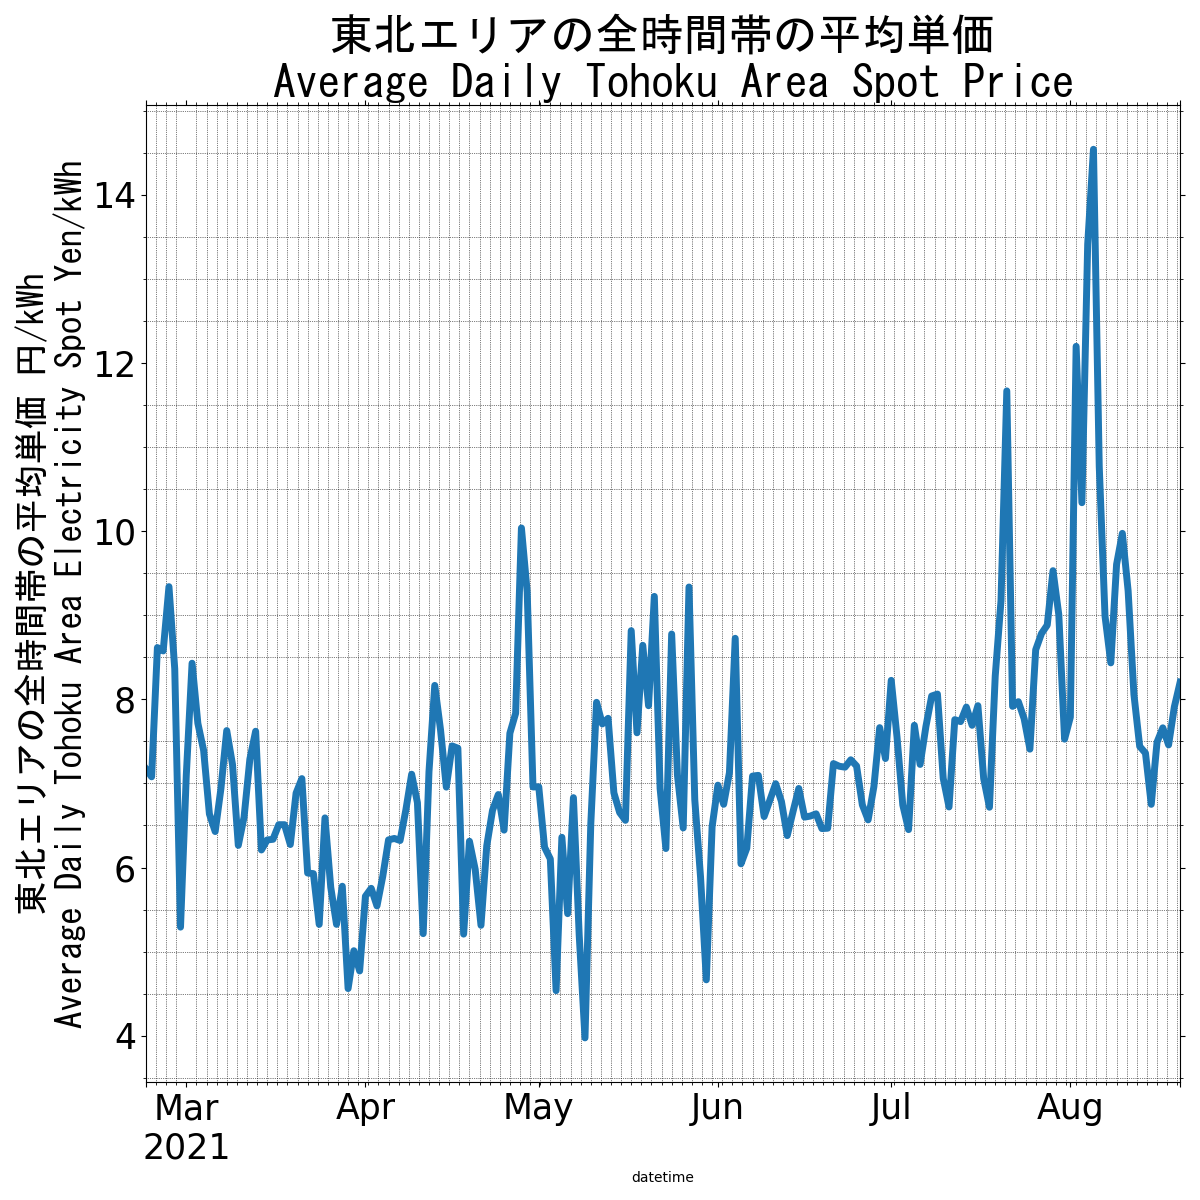 東北エリアの全時間帯の平均単価
Average Daily Tohoku Area Spot Price
東北エリアの全時間帯の平均単価 円/kWh
Average Daily Tohoku Area Electricity Spot Yen/kWh
14
12
10
8
6
4
Mar
Apr
May
Jun
Jul
Aug
2021
datetime